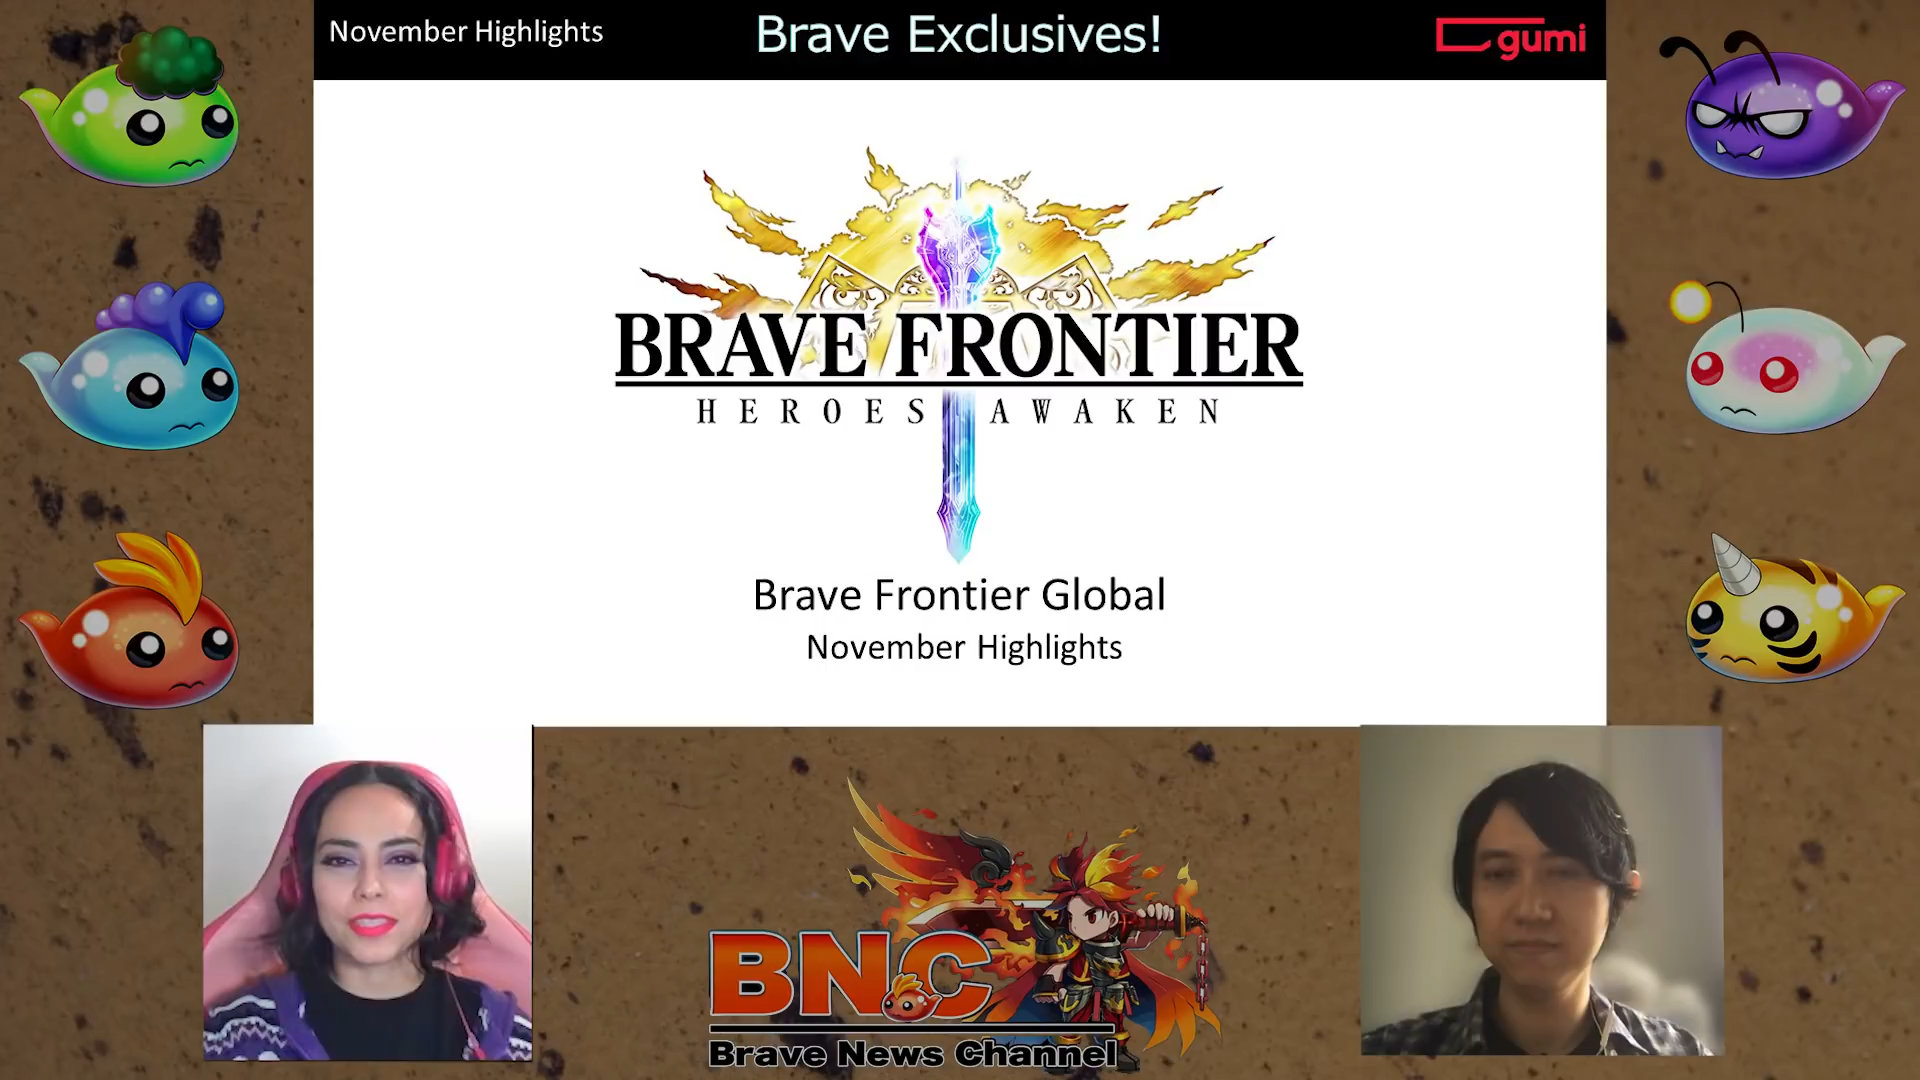 November Highlights
Brave Exclusives!
gumi
BRAVE FRONTIER
HEROES AWAKEN
Brave Frontier Global
November Highlights
BNC
Brave News Channel